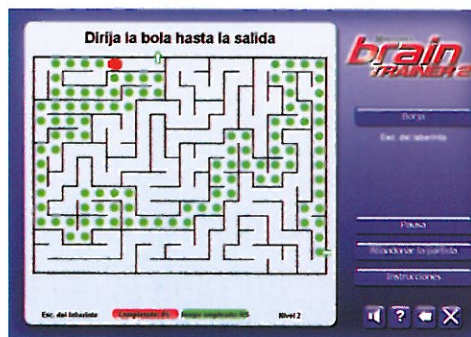 Dirija la bola hasta la salida
brain
TRAINER 2
Borja
Esc. del laberinto
Pausa
Abandonar la partida
Instrucciones
Esc. del laberinto
Nivel 2